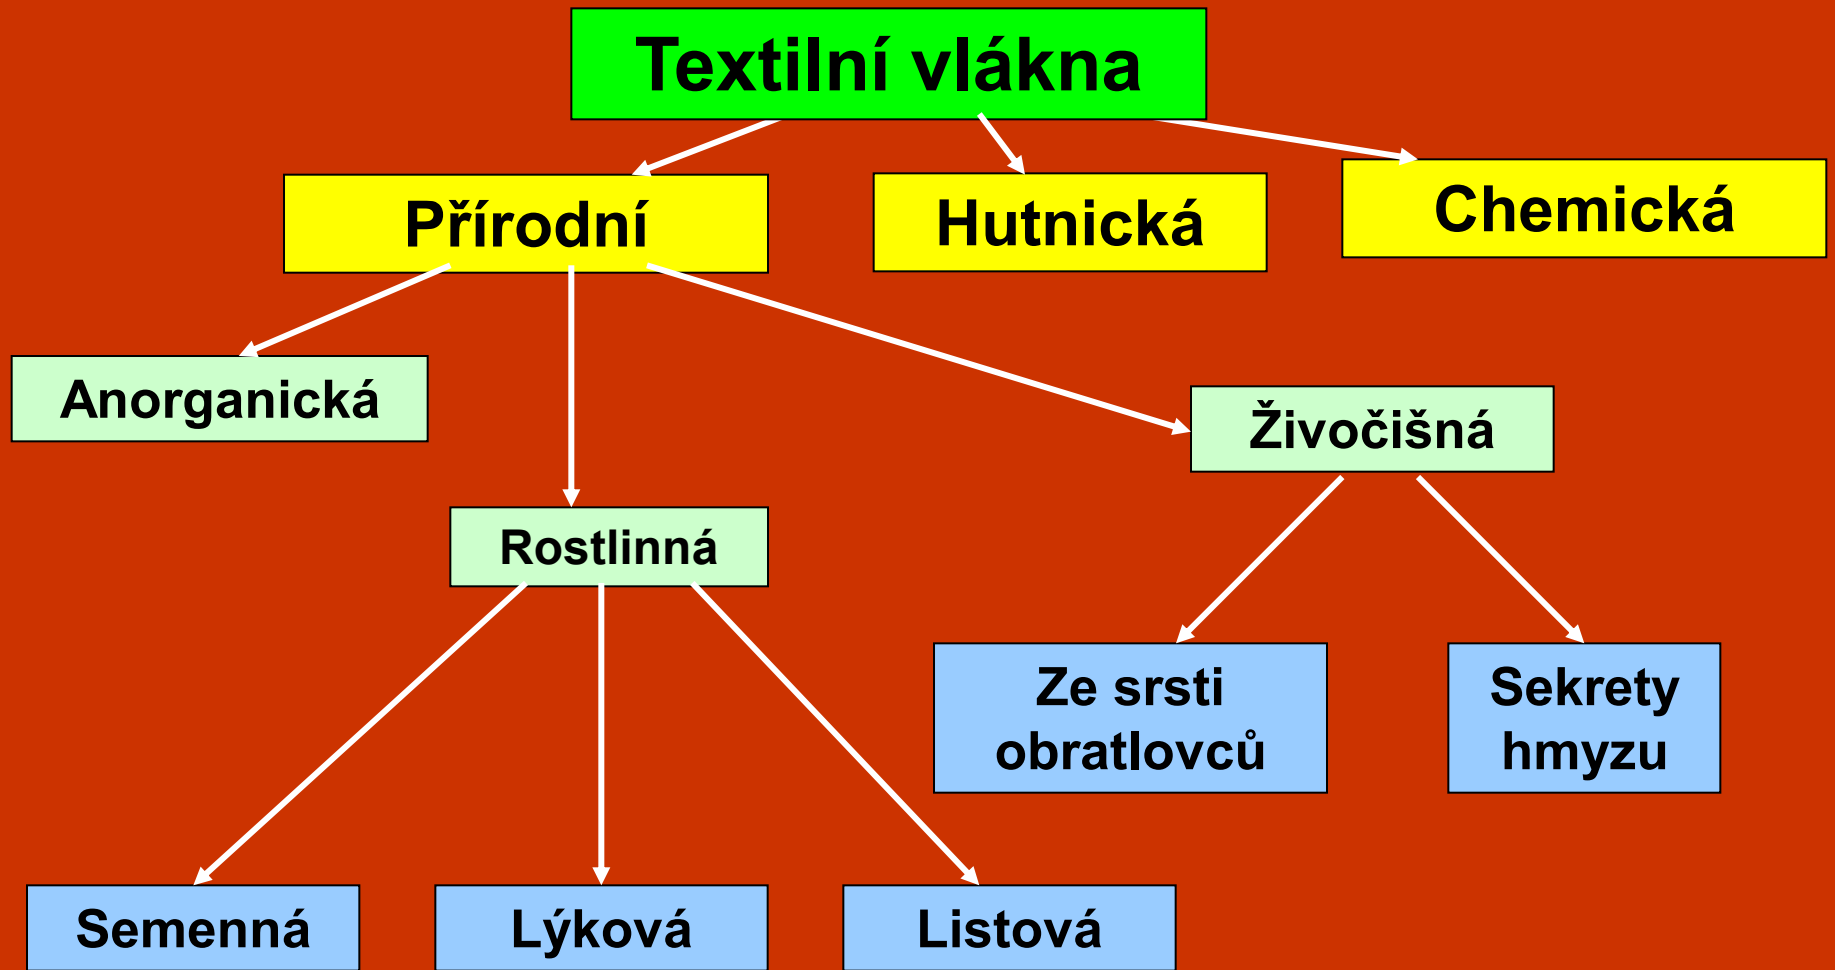 Textilní vlákna
Přírodní
Hutnická
Chemická
Anorganická
Živočišná
Rostlinná
Ze srsti
obratlovců
Sekrety
hmyzu
Semenná
Lýková
Listová